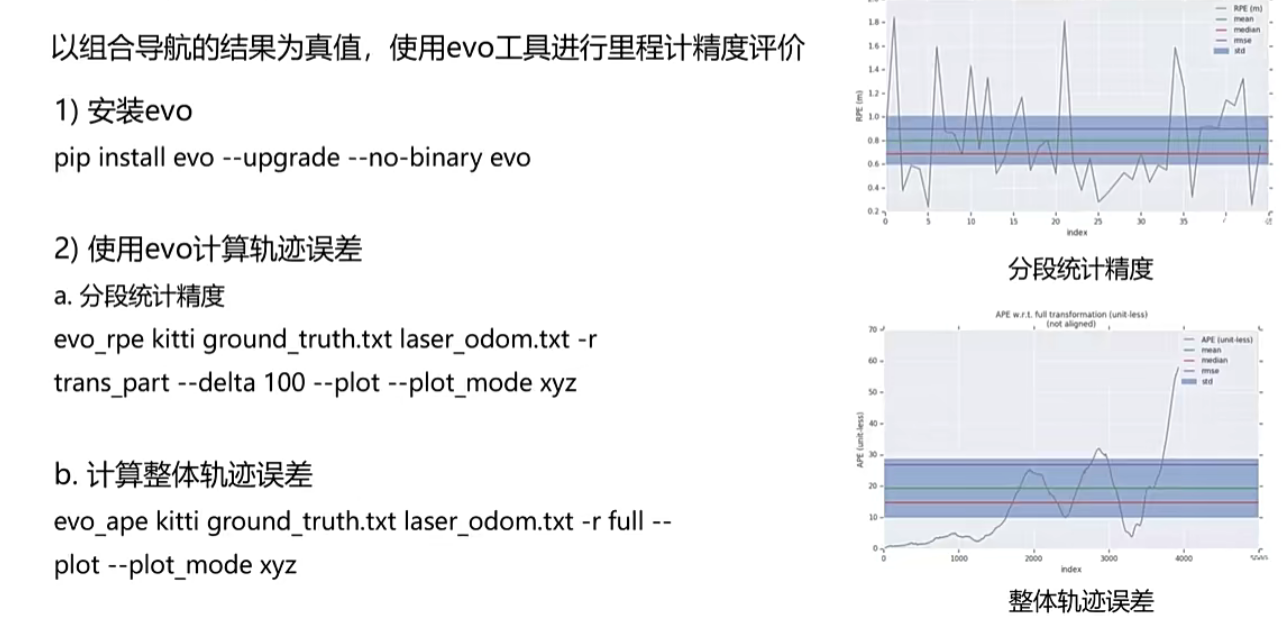 以组合导航的结果为真值，使用evo工具进行里程计精度评价
1) 安装evo
pip install evo --upgrade --no-binary evo
2) 使用evo计算轨迹误差
a. 分段统计精度
evo_rpe kitti ground_truth.txt laser_odom.txt -r
trans_part --delta 100 --plot --plot_mode xyz
b. 计算整体轨迹误差
evo_ape kitti ground_truth.txt laser_odom.txt -r full --
plot --plot_mode xyz
RPE (m)
mean
median
rmse
std
1.8
1.6
1.4
1.2
1.0
0.8
0.6
0.4
0.2
RPE (m)
0 5 10 15 20 25 30 35
index
分段统计精度
APE w.r.t. full transformation (unit-less)
(not aligned)
APE (unit-less)
mean
median
rmse
std
70
60
50
40
30
20
10
0
APE (unit-less)
0 1000 2000 3000 4000
index
整体轨迹误差